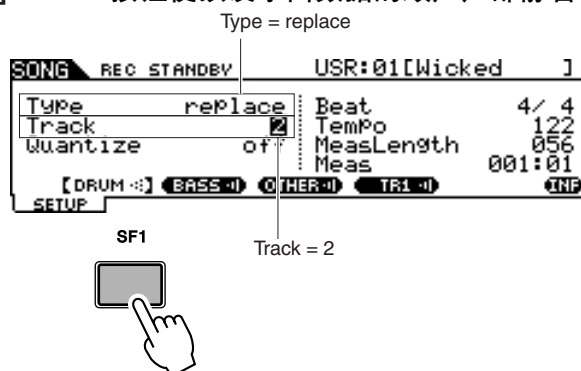 Type = replace
SONG REC STANDBY USR:01[Wicked ]
Type replace Beat 4/ 4
Track 2 Tempo 122
Quantize off MeasLength 056
Meas 001:01
[DRUM] BASS OTHER TR1 INF
SETUP
SF1
Track = 2